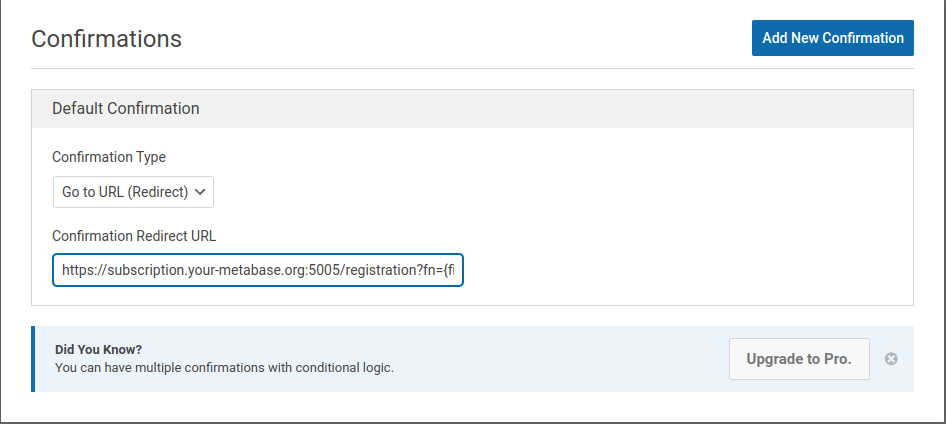 Confirmations
Add New Confirmation
Default Confirmation
Confirmation Type
Go to URL (Redirect)
Confirmation Redirect URL
https://subscription.your-metabase.org:5005/registration?fn={fi
Did You Know?
You can have multiple confirmations with conditional logic.
Upgrade to Pro.